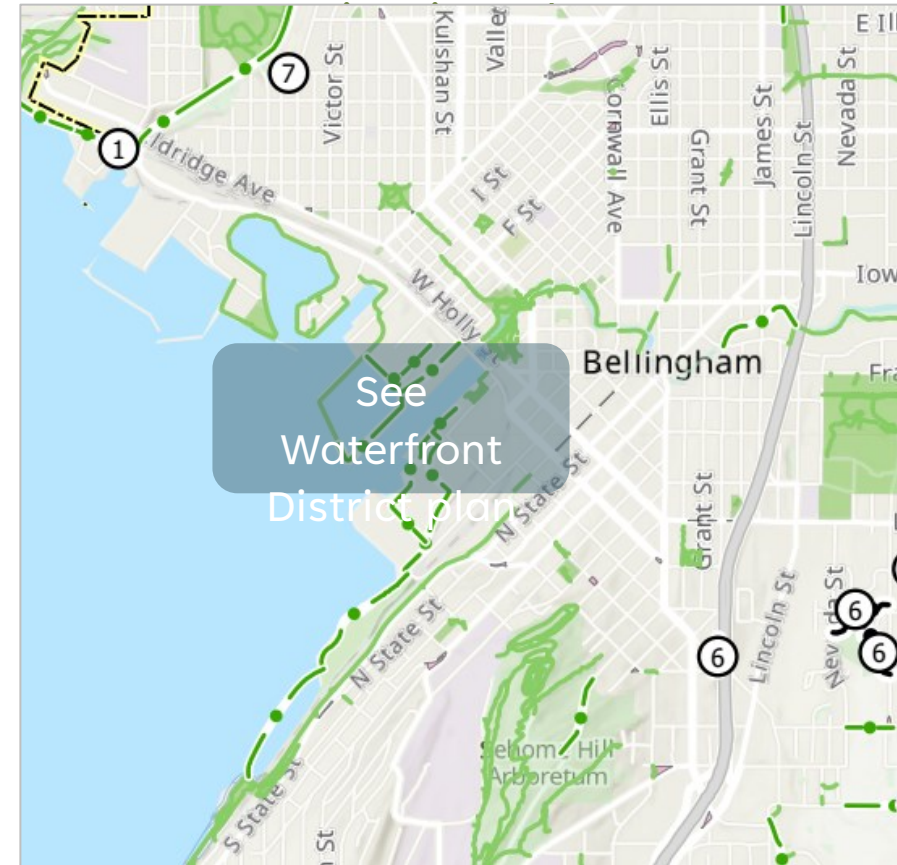 E Ill
Kulshan St
Valle
Victor St
7
Ellis St
Nevada St
James St
Cornwall Ave
Lincoln St
1
Grant St
ldridge Ave
I St
F St
Iow
W Holly St
Bellingham
Fra
See
Waterfront
District plan
N State St
Grant St
Lincoln St
Nevada St
6
N State St
6
6
Sehome Hill
Arboretum
S State St
n St